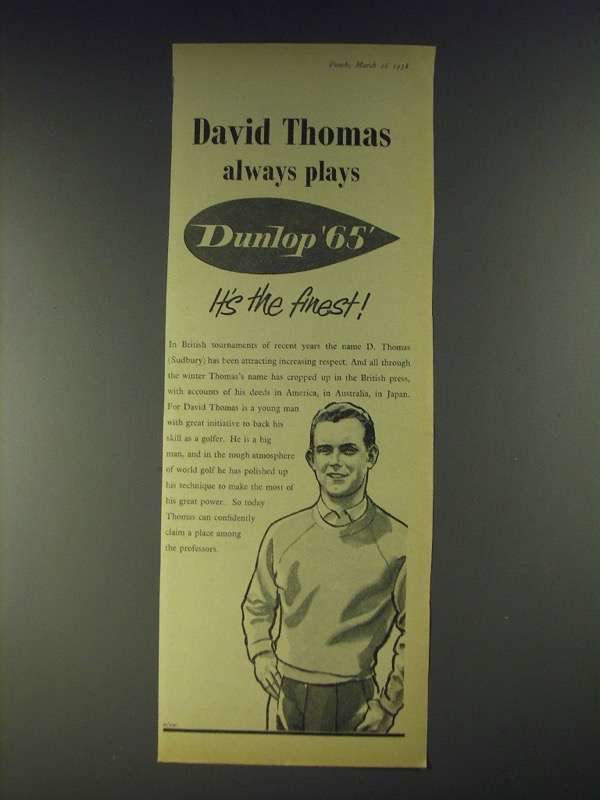 Punch, March 26 1958
David Thomas
always plays
Dunlop '65'
It's the finest!
In British tournaments of recent years the name D. Thomas
(Sudbury) has been attracting increasing respect. And all through
the winter Thomas's name has cropped up in the British press,
with accounts of his deeds in America, in Australia, in Japan.
For David Thomas is a young man
with great initiative to back his
skill as a golfer. He is a big
man, and in the tough atmosphere
of world golf he has polished up
his technique to make the most of
his great power. So today
Thomas can confidently
claim a place among
the professors.